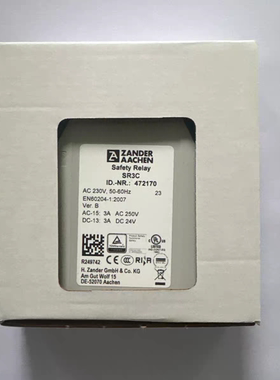 ZANDER
AACHEN
Safety Relay
SR3C
ID.-NR.: 472170
AC 230V, 50-60Hz 23
EN60204-1:2007
Ver B
AC-15: 3A AC 250V
DC-13: 3A DC 24V
R249742
H. Zander GmbH & Co. KG
Am Gut Wolf 15
DE-52070 Aachen